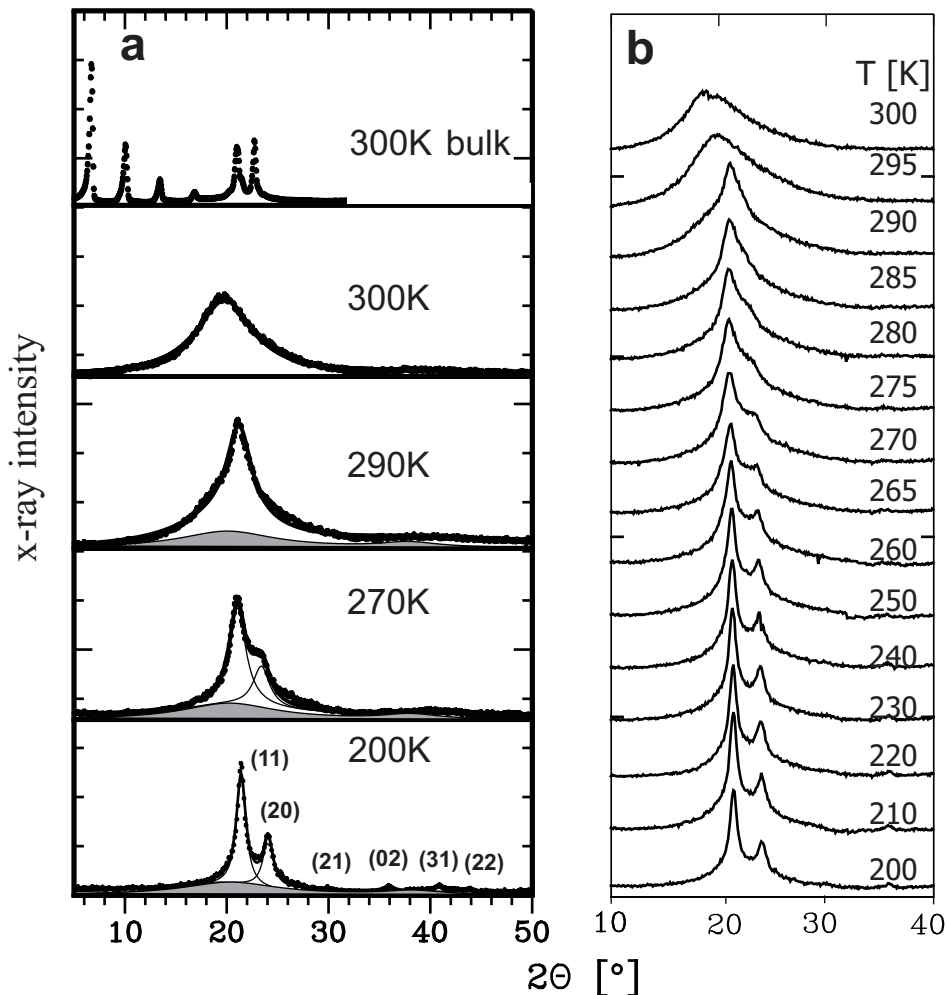 a
300K bulk
300K
290K
270K
200K
(11)
(20)
(21) (02) (31) (22)
10 20 30 40 50
x-ray intensity
b
T [K]
300
295
290
285
280
275
270
265
260
250
240
230
220
210
200
10 20 30 40
2Θ [°]